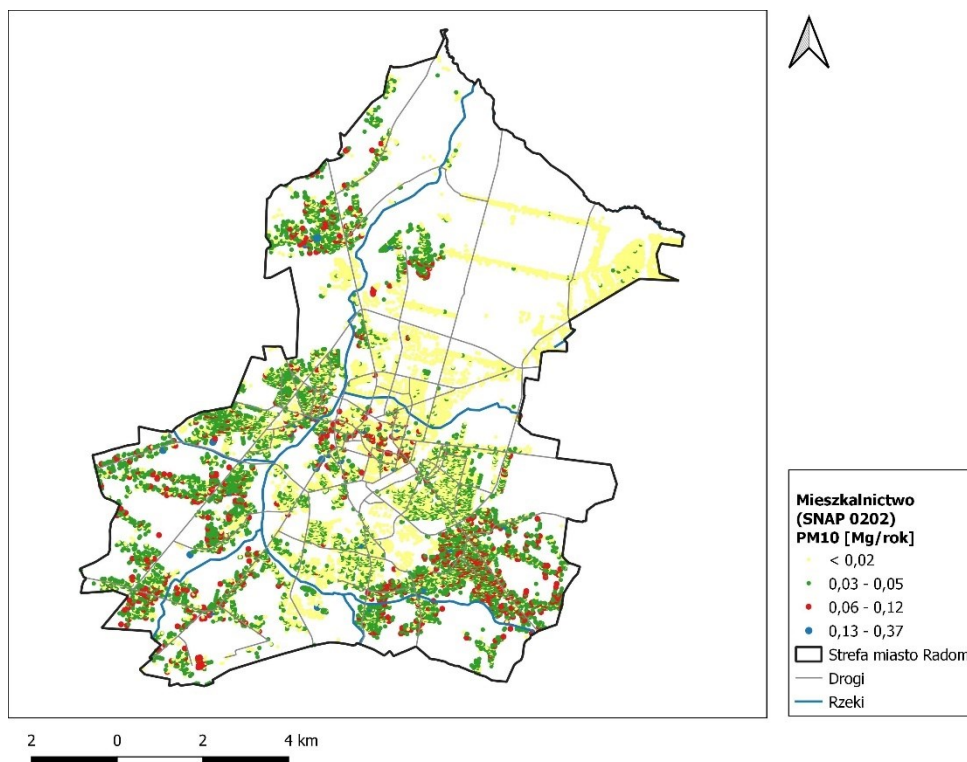 Mieszkalnictwo
(SNAP 0202)
PM10 [Mg/rok]
< 0,02
0,03 - 0,05
0,06 - 0,12
0,13 - 0,37
Strefa miasto Radom
Drogi
Rzeki
2 0 2 4 km